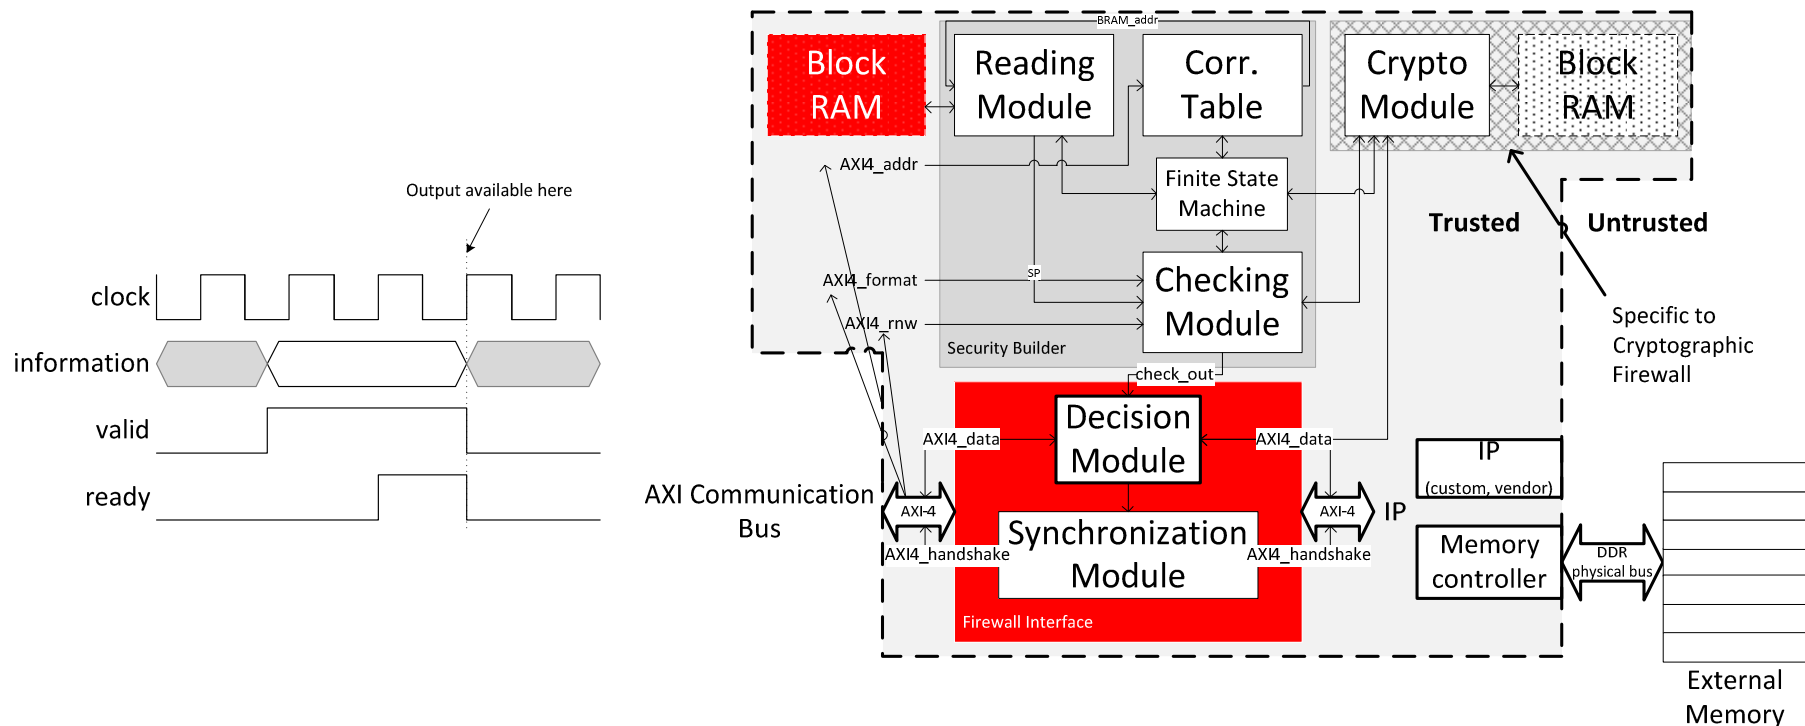 Output available here
clock
information
valid
ready
BRAM_addr
Block
RAM
Reading
Module
Corr.
Table
Crypto
Module
Block
RAM
AXI4_addr
Finite State
Machine
Trusted
Untrusted
AXI4_format
SP
Checking
Module
AXI4_rnw
Security Builder
Specific to
Cryptographic
Firewall
check_out
Decision
Module
AXI4_data
AXI4_data
IP
(custom, vendor)
AXI Communication
Bus
AXI-4
AXI-4
IP
Synchronization
Module
AXI4_handshake
AXI4_handshake
Memory
controller
DDR
physical bus
Firewall Interface
External
Memory